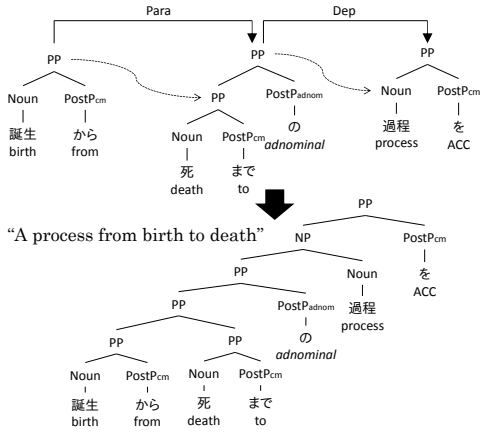 Para Dep
PP PP PP
Noun PostPcm PP PostPadnom Noun PostPcm
誕生 から の 過程 を
birth from adnominal process ACC
Noun PostPcm
死 まで
death to
PP
“A process from birth to death”
NP PostPcm
PP Noun を
ACC
PP PostPadnom 過程
の process
PP PP adnominal
Noun PostPcm Noun PostPcm
誕生 から 死 まで
birth from death to